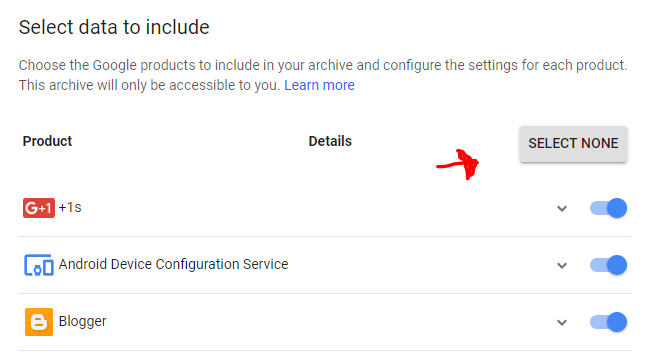 Select data to include
Choose the Google products to include in your archive and configure the settings for each product.
This archive will only be accessible to you. Learn more
Product Details SELECT NONE
G+1 +1s
Android Device Configuration Service
Blogger